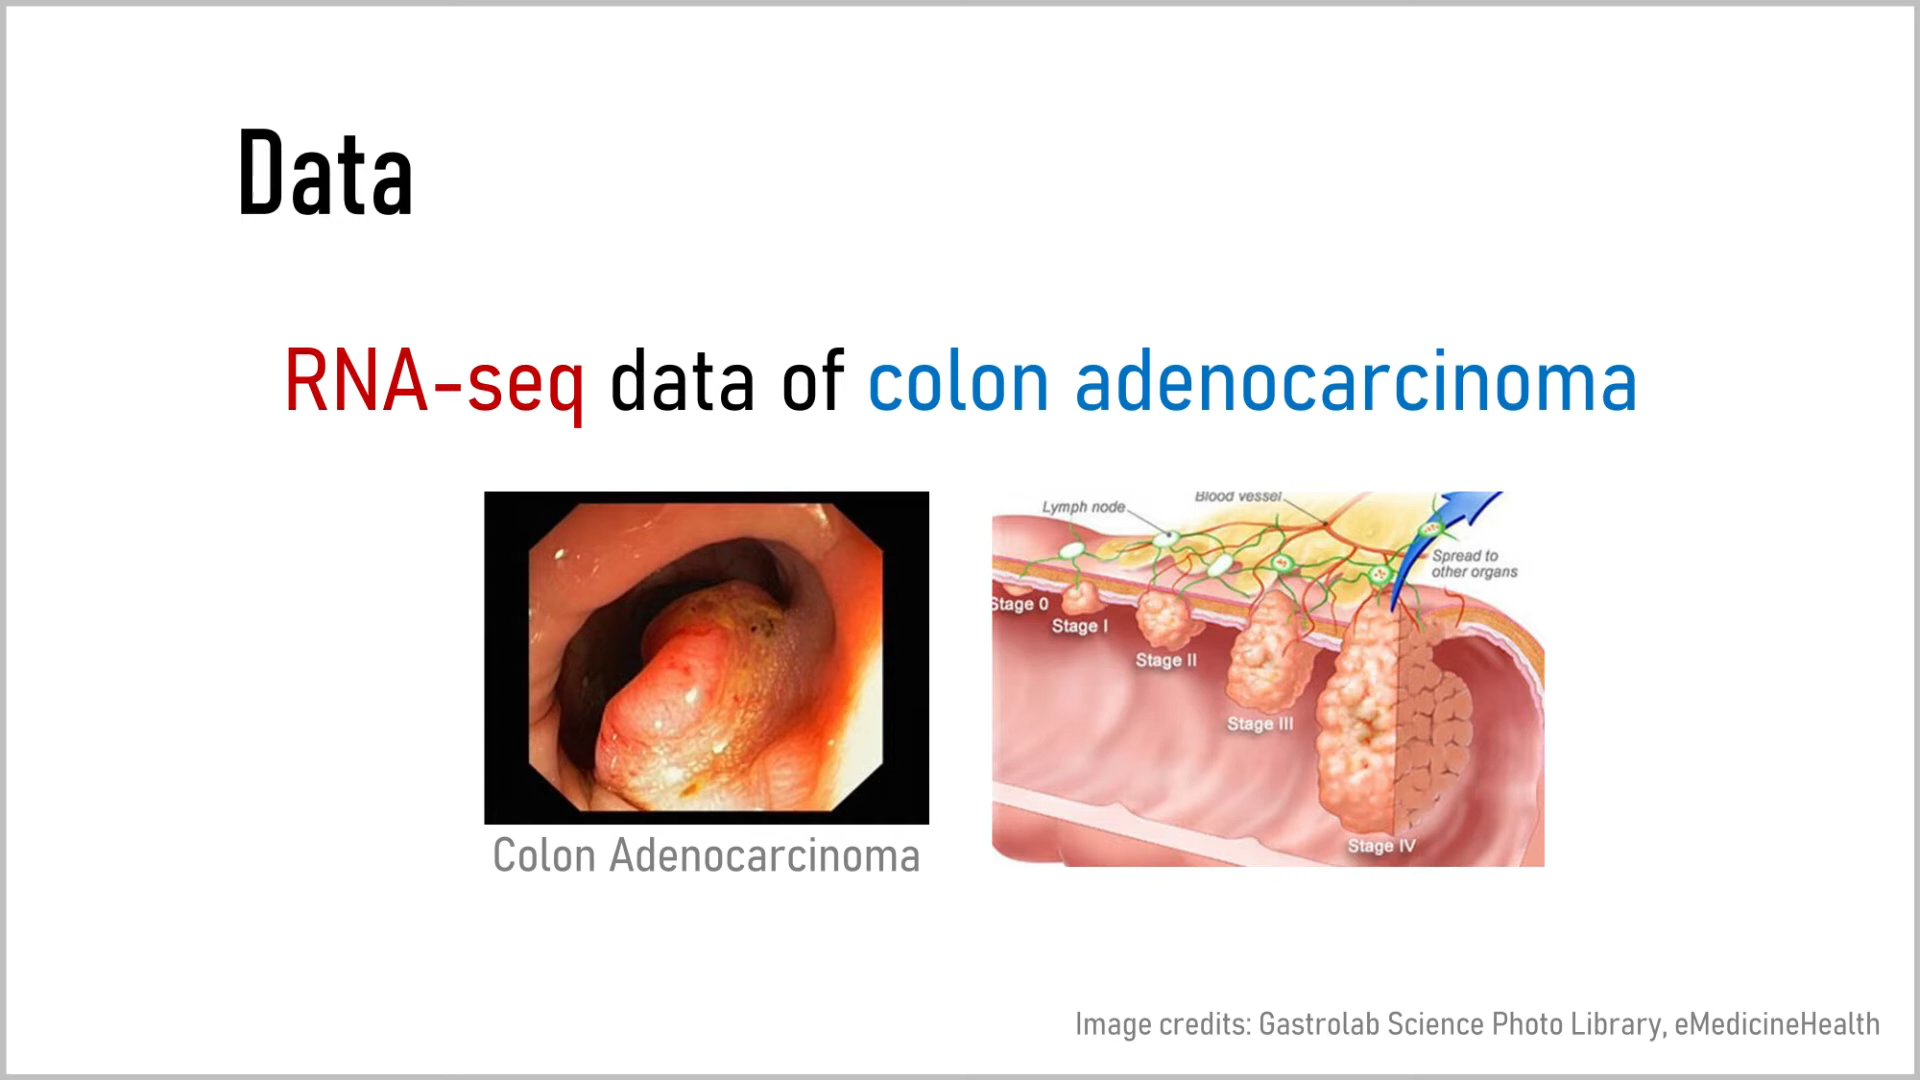 Data
RNA-seq data of colon adenocarcinoma
Lymph node
Blood vessel
Spread to
other organs
Stage 0
Stage I
Stage II
Stage III
Stage IV
Colon Adenocarcinoma
Image credits: Gastrolab Science Photo Library, eMedicineHealth